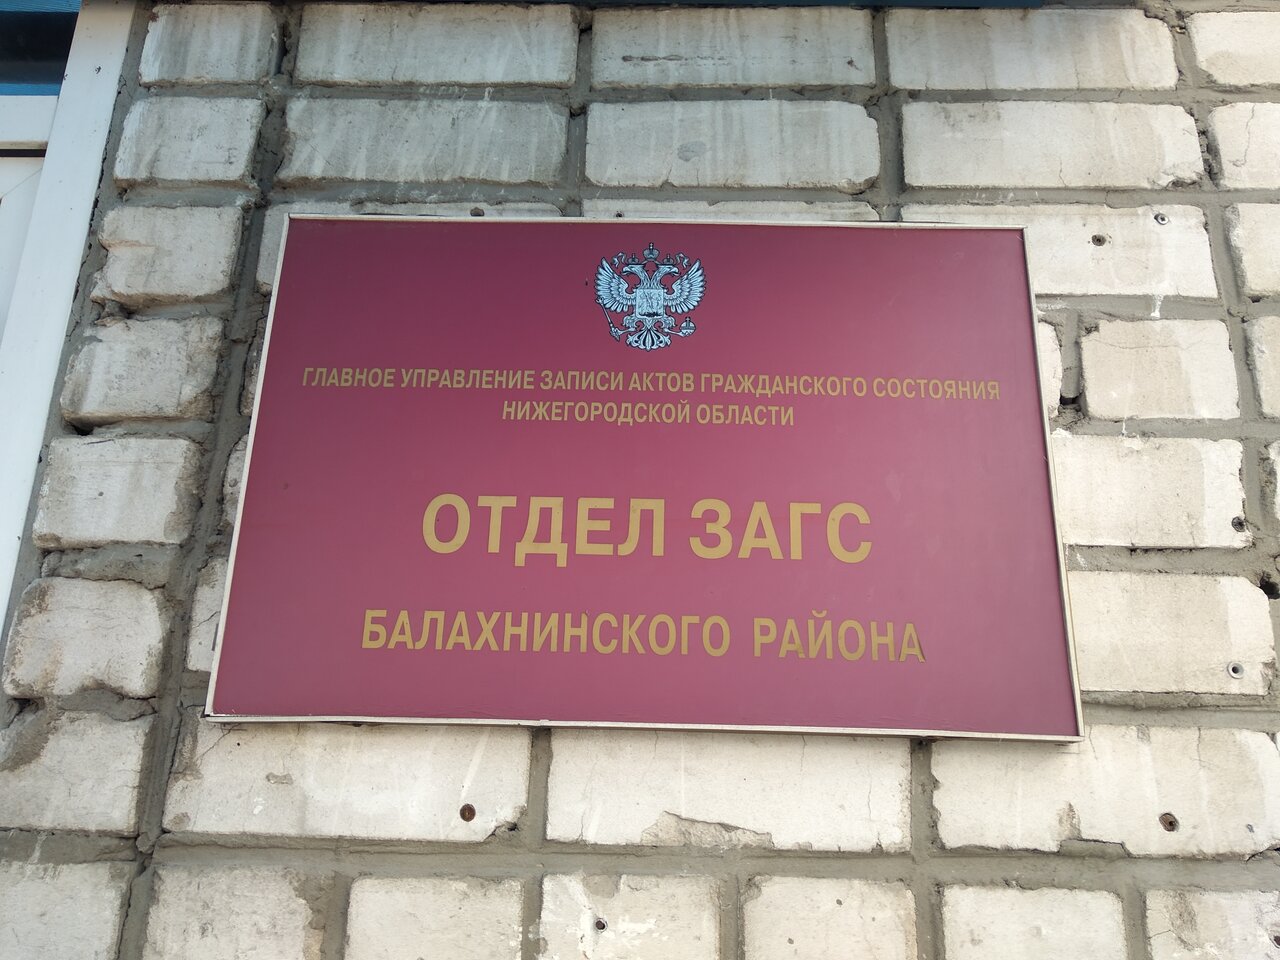 ГЛАВНОЕ УПРАВЛЕНИЕ ЗАПИСИ АКТОВ ГРАЖДАНСКОГО СОСТОЯНИЯ
НИЖЕГОРОДСКОЙ ОБЛАСТИ
ОТДЕЛ ЗАГС
БАЛАХНИНСКОГО РАЙОНА